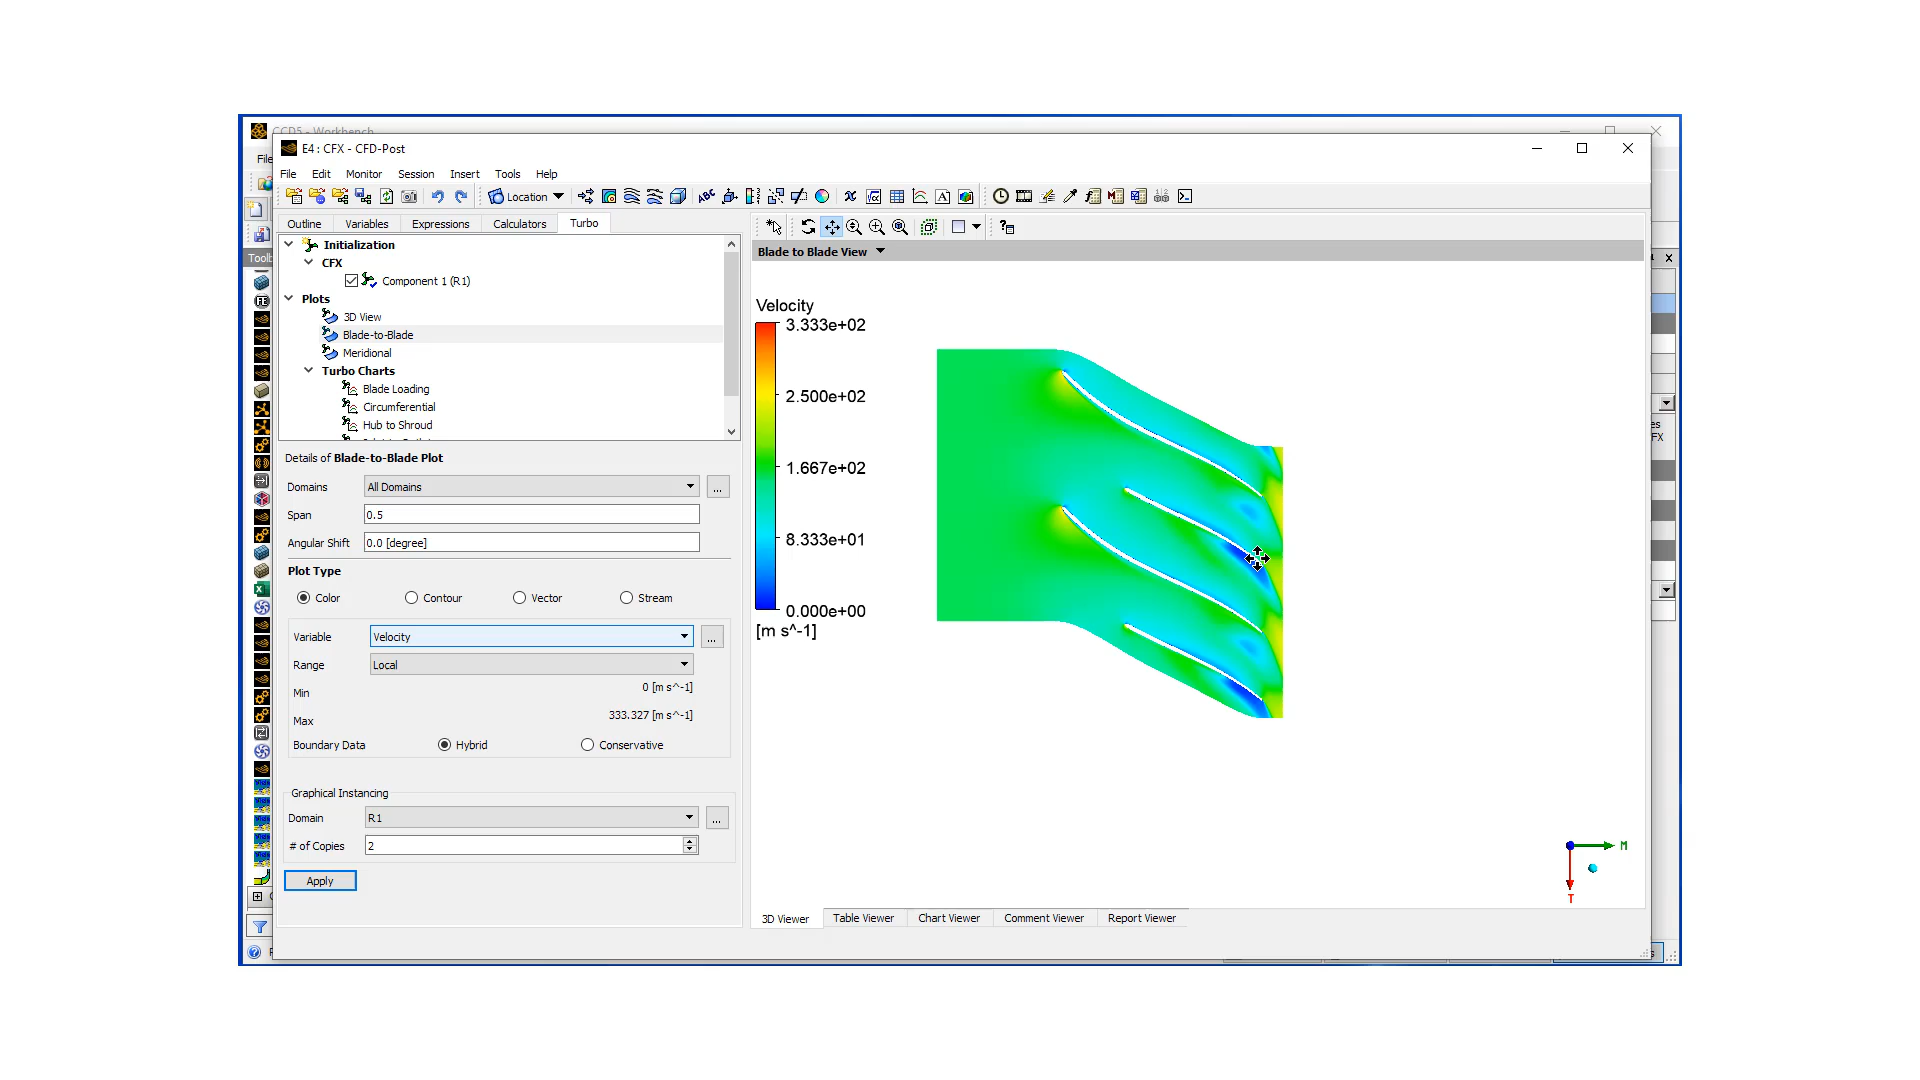 CCD5 - Workbench
E4 : CFX - CFD-Post
File
File Edit Monitor Session Insert Tools Help
Location
Outline Variables Expressions Calculators Turbo
Initialization
CFX
Component 1 (R1)
Plots
3D View
Blade-to-Blade
Meridional
Turbo Charts
Blade Loading
Circumferential
Hub to Shroud
Details of Blade-to-Blade Plot
Domains All Domains ...
Span 0.5
Angular Shift 0.0 [degree]
Plot Type
Color Contour Vector Stream
Variable Velocity ...
Range Local
Min 0 [m s^-1]
Max 333.327 [m s^-1]
Boundary Data Hybrid Conservative
Graphical Instancing
Domain R1 ...
# of Copies 2
Apply
Blade to Blade View
Velocity
3.333e+02
2.500e+02
1.667e+02
8.333e+01
0.000e+00
[m s^-1]
M
T
3D Viewer Table Viewer Chart Viewer Comment Viewer Report Viewer